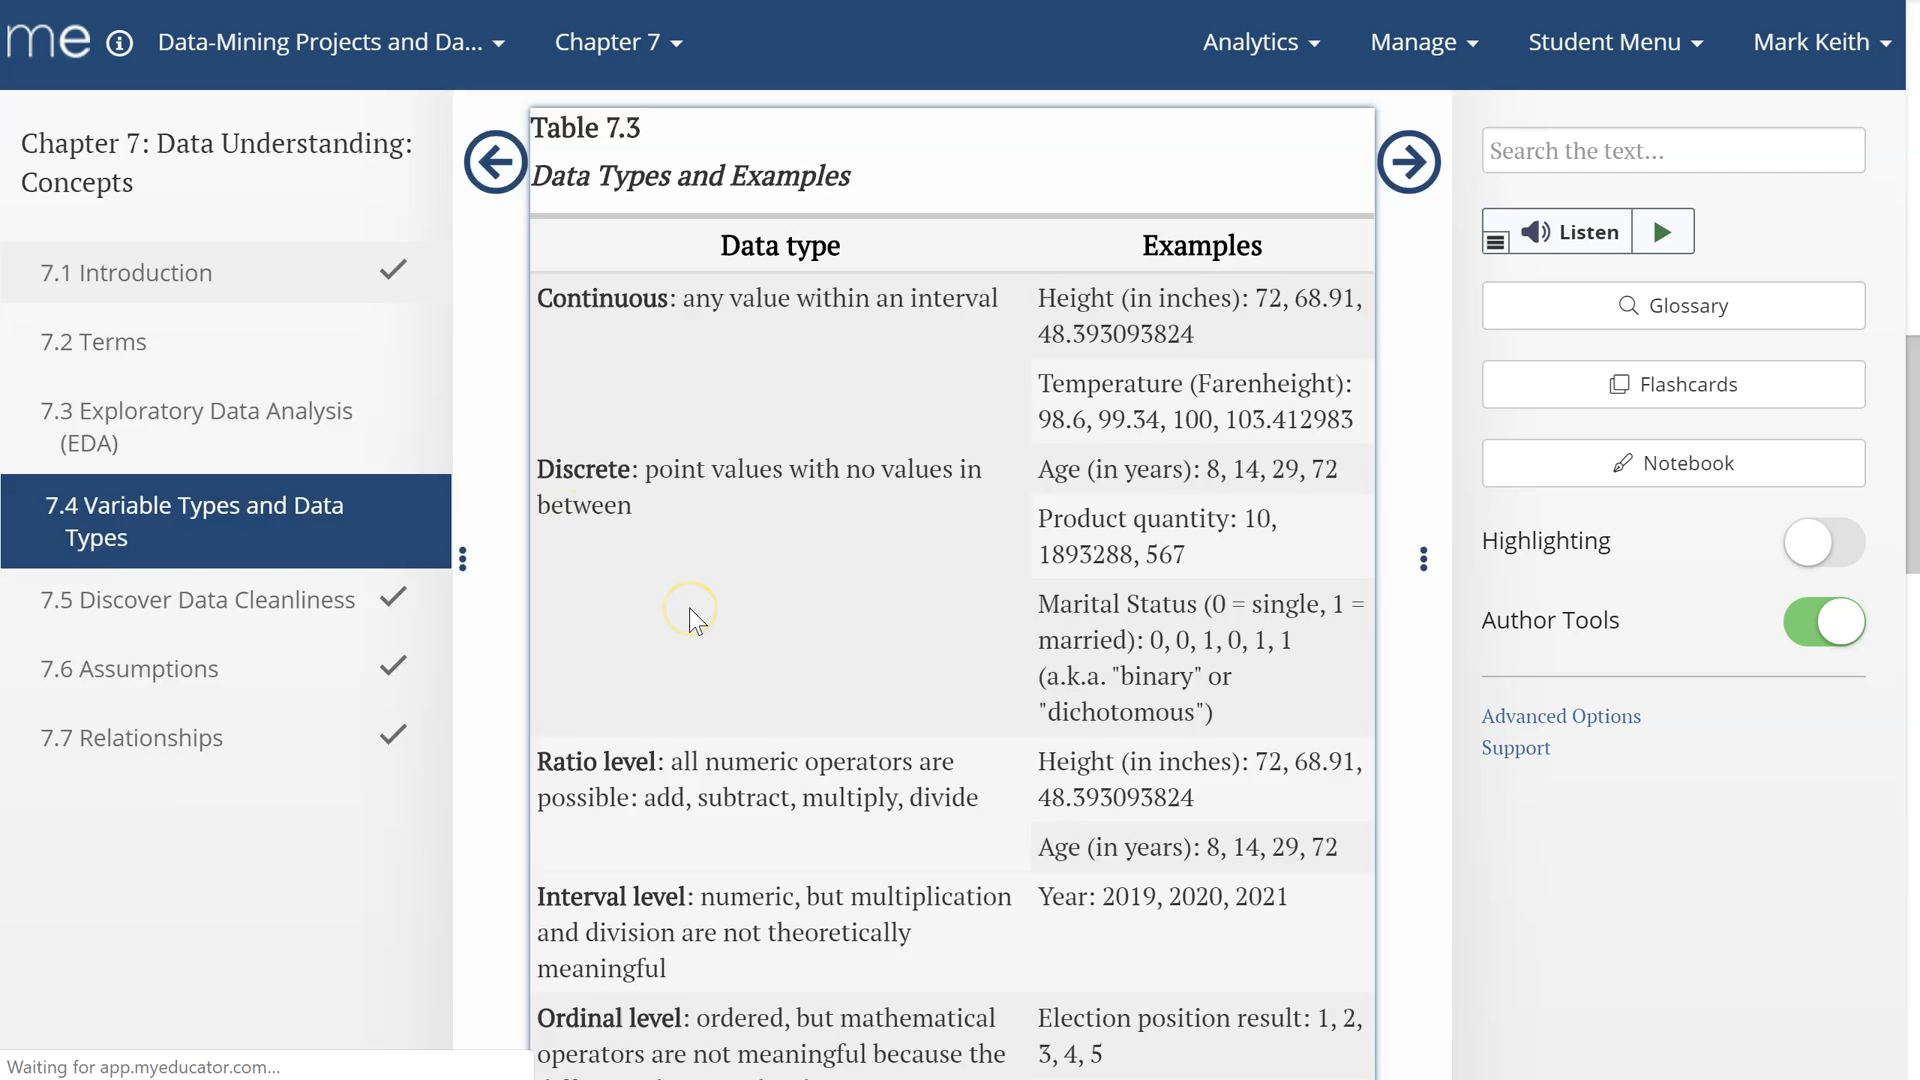 me
Data-Mining Projects and Da...
Chapter 7
Analytics
Manage
Student Menu
Mark Keith
Chapter 7: Data Understanding:
Concepts
7.1 Introduction
7.2 Terms
7.3 Exploratory Data Analysis
(EDA)
7.4 Variable Types and Data
Types
7.5 Discover Data Cleanliness
7.6 Assumptions
7.7 Relationships
Table 7.3
Data Types and Examples
Data type
Examples
Continuous: any value within an interval
Height (in inches): 72, 68.91,
48.393093824
Temperature (Farenheight):
98.6, 99.34, 100, 103.412983
Discrete: point values with no values in
between
Age (in years): 8, 14, 29, 72
Product quantity: 10,
1893288, 567
Marital Status (0 = single, 1 =
married): 0, 0, 1, 0, 1, 1
(a.k.a. "binary" or
"dichotomous")
Ratio level: all numeric operators are
possible: add, subtract, multiply, divide
Height (in inches): 72, 68.91,
48.393093824
Age (in years): 8, 14, 29, 72
Interval level: numeric, but multiplication
and division are not theoretically
meaningful
Year: 2019, 2020, 2021
Ordinal level: ordered, but mathematical
operators are not meaningful because the
Election position result: 1, 2,
3, 4, 5
Search the text...
Listen
Glossary
Flashcards
Notebook
Highlighting
Author Tools
Advanced Options
Support
Waiting for app.myeducator.com...